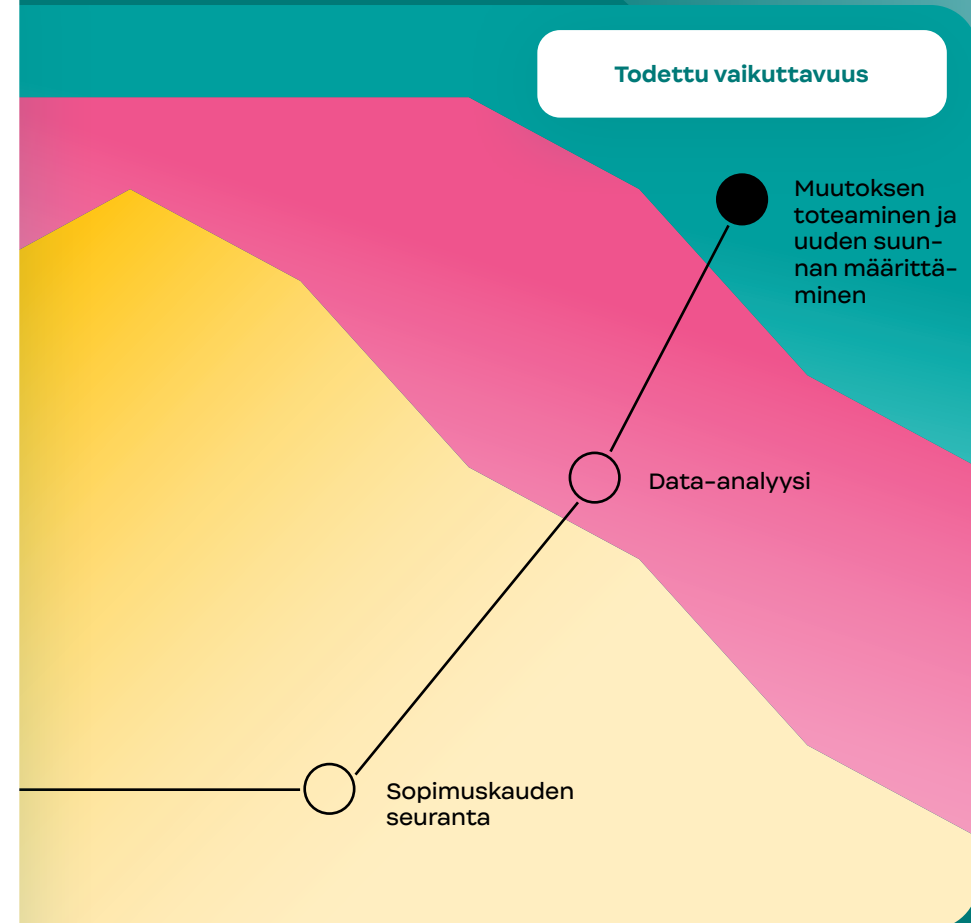 Todettu vaikuttavuus
Muutoksen
toteaminen ja
uuden suun-
nan määrittä-
minen
Data-analyysi
Sopimuskauden
seuranta